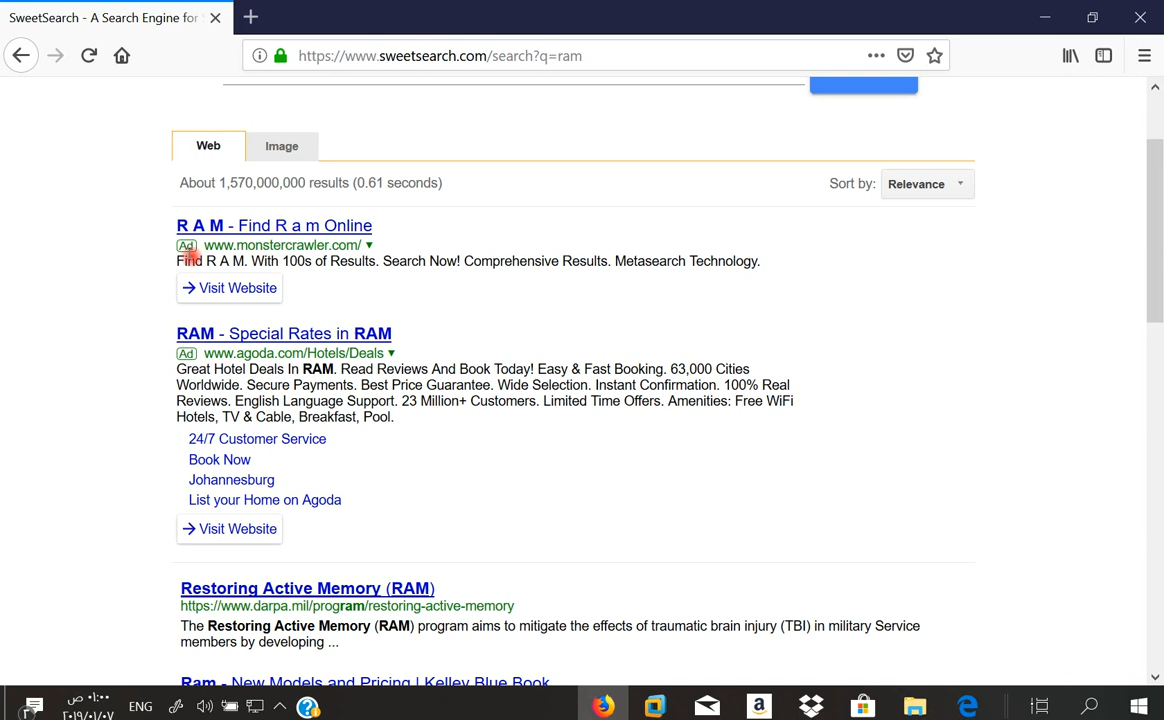 SweetSearch - A Search Engine for
https://www.sweetsearch.com/search?q=ram
Web
Image
About 1,570,000,000 results (0.61 seconds)
Sort by:
Relevance
R A M - Find R a m Online
Ad www.monstercrawler.com/
Find R A M. With 100s of Results. Search Now! Comprehensive Results. Metasearch Technology.
Visit Website
RAM - Special Rates in RAM
Ad www.agoda.com/Hotels/Deals
Great Hotel Deals In RAM. Read Reviews And Book Today! Easy & Fast Booking. 63,000 Cities
Worldwide. Secure Payments. Best Price Guarantee. Wide Selection. Instant Confirmation. 100% Real
Reviews. English Language Support. 23 Million+ Customers. Limited Time Offers. Amenities: Free WiFi
Hotels, TV & Cable, Breakfast, Pool.
24/7 Customer Service
Book Now
Johannesburg
List your Home on Agoda
Visit Website
Restoring Active Memory (RAM)
https://www.darpa.mil/program/restoring-active-memory
The Restoring Active Memory (RAM) program aims to mitigate the effects of traumatic brain injury (TBI) in military Service
members by developing ...
Ram - New Models and Pricing | Kelley Blue Book
ENG
٠١:٠٠ ص
٢٠١٩/٠١/٠٧